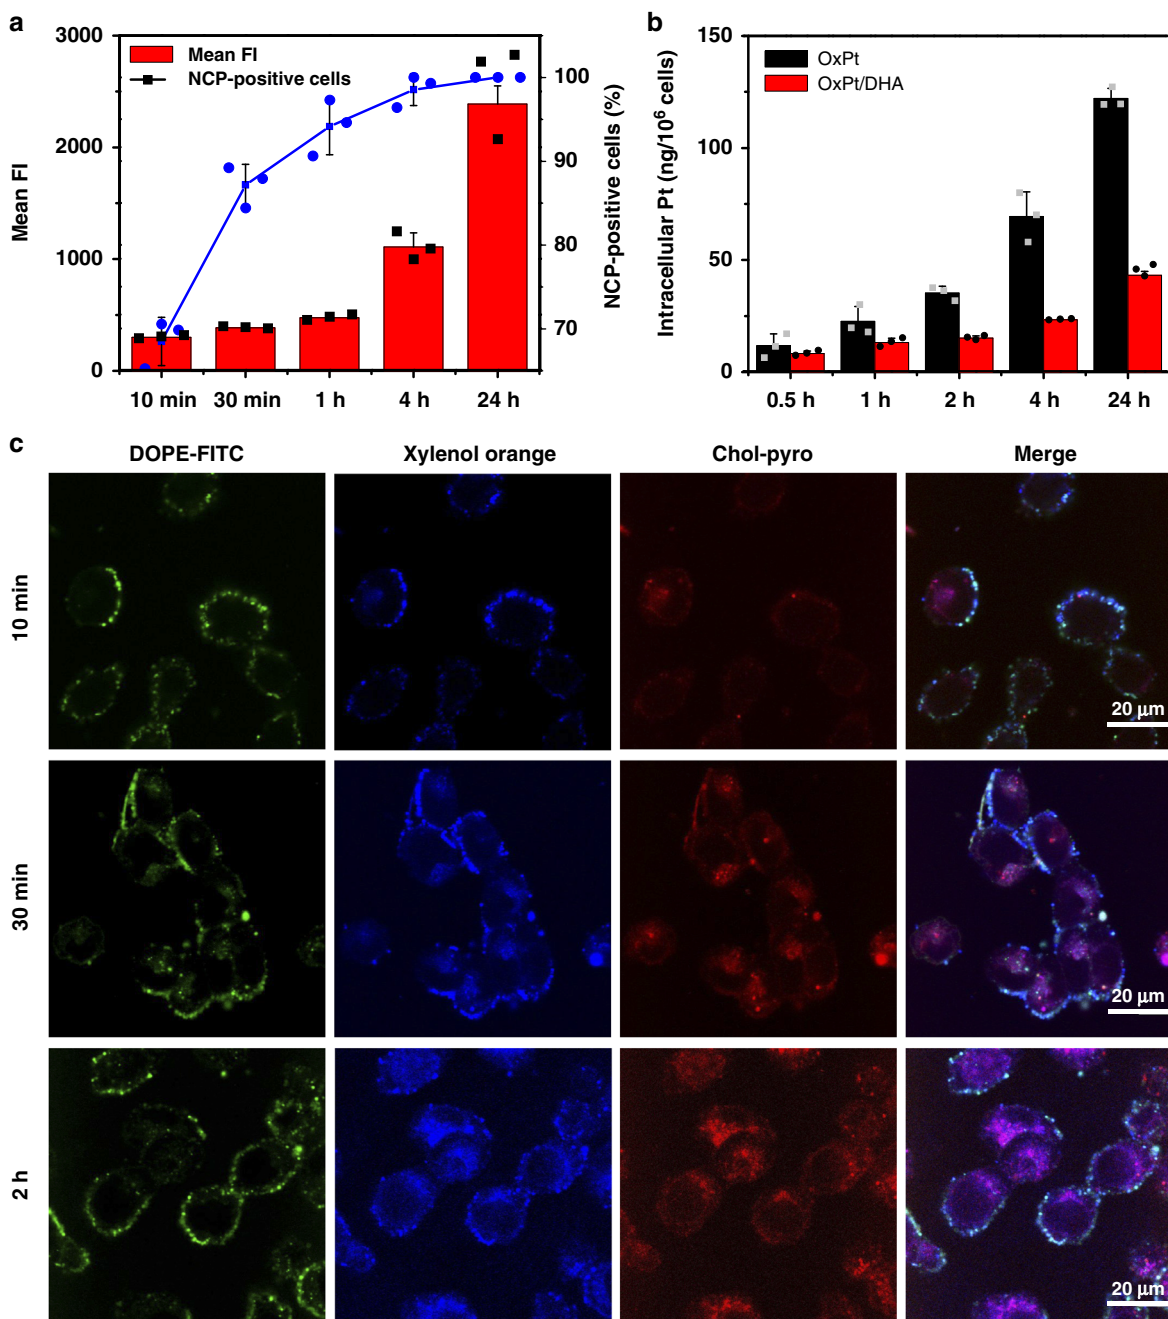 a
3000
2000
1000
0
Mean FI
Mean FI
NCP-positive cells
100
90
80
70
NCP-positive cells (%)
10 min 30 min 1 h 4 h 24 h
b
150
100
50
0
Intracellular Pt (ng/10⁶ cells)
OxPt
OxPt/DHA
0.5 h 1 h 2 h 4 h 24 h
c
DOPE-FITC Xylenol orange Chol-pyro Merge
10 min
20 µm
30 min
20 µm
2 h
20 µm